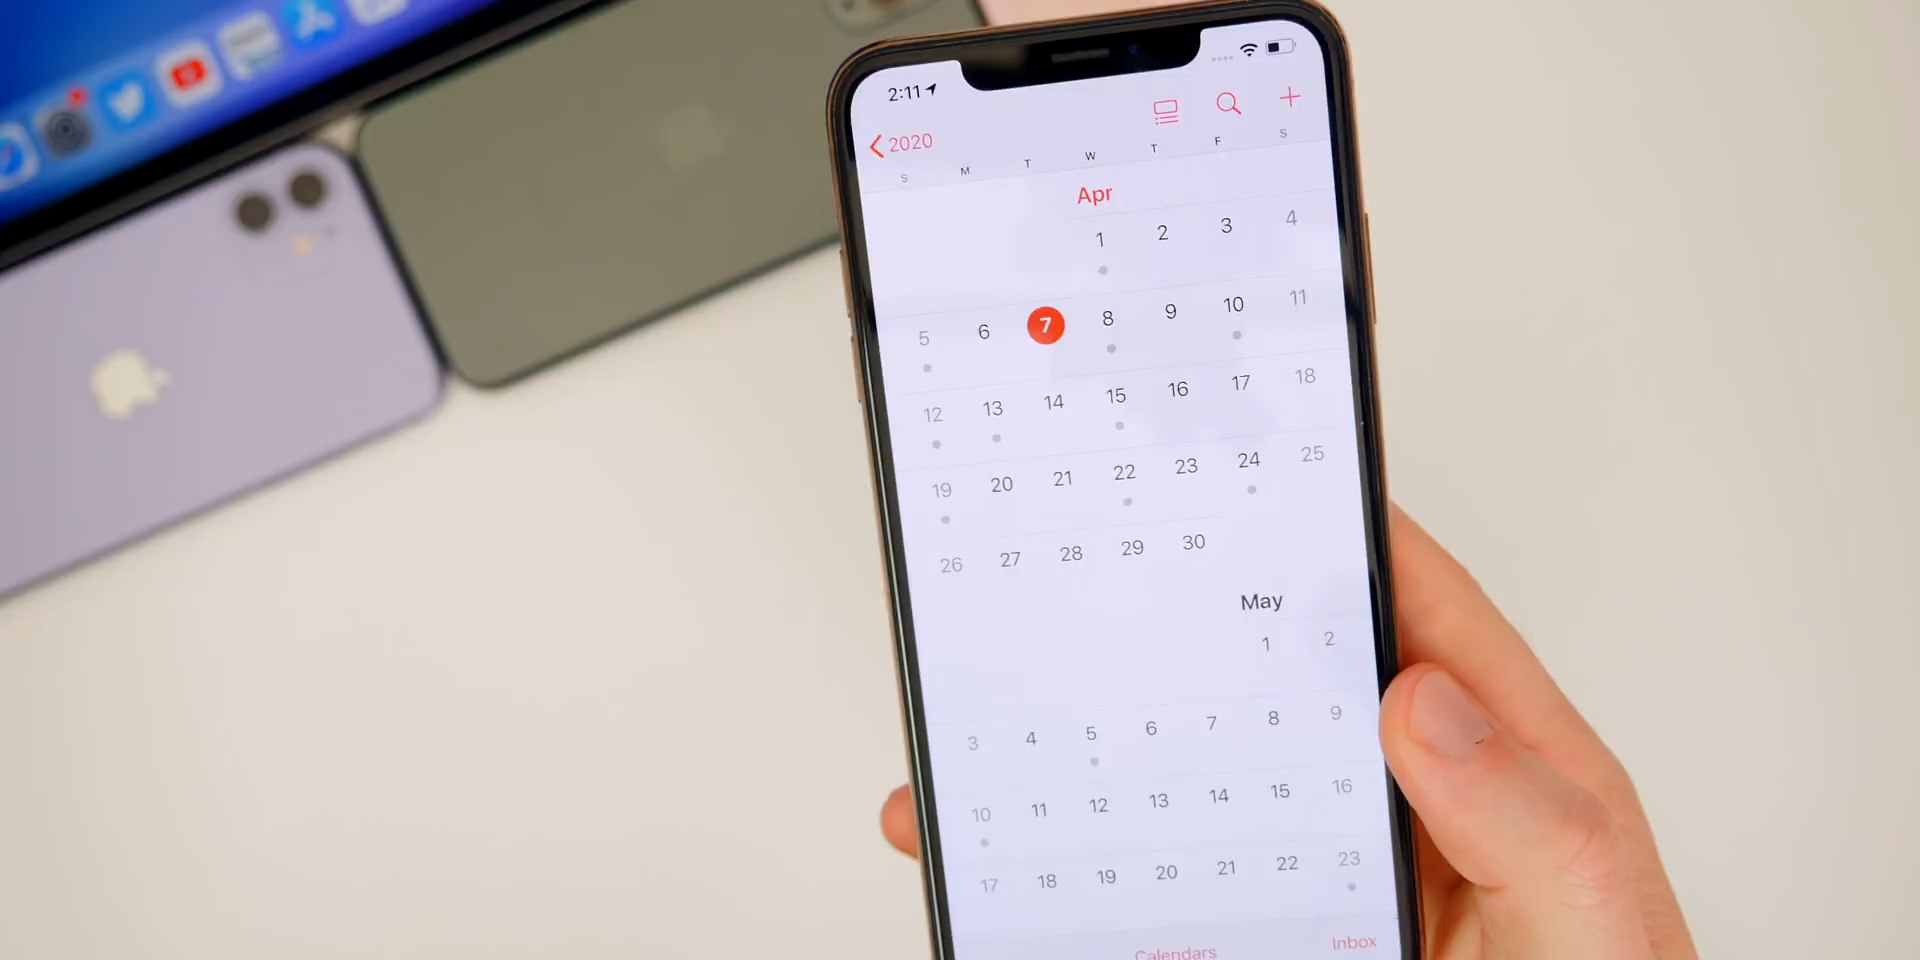 2:11
2020
S M T W T F S
Apr
1 2 3 4
5 6 7 8 9 10 11
12 13 14 15 16 17 18
19 20 21 22 23 24 25
26 27 28 29 30
May
1 2
3 4 5 6 7 8 9
10 11 12 13 14 15 16
17 18 19 20 21 22 23
Calendars Inbox